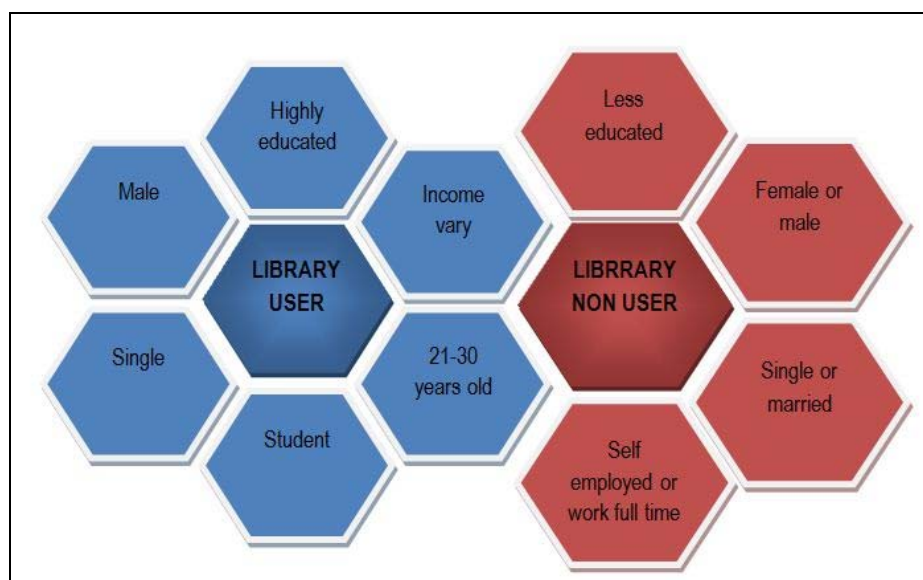 Highly
educated
Male
Income
vary
LIBRARY
USER
Single
21-30
years old
Student
Less
educated
Female or
male
LIBRRARY
NON USER
Single or
married
Self
employed or
work full time